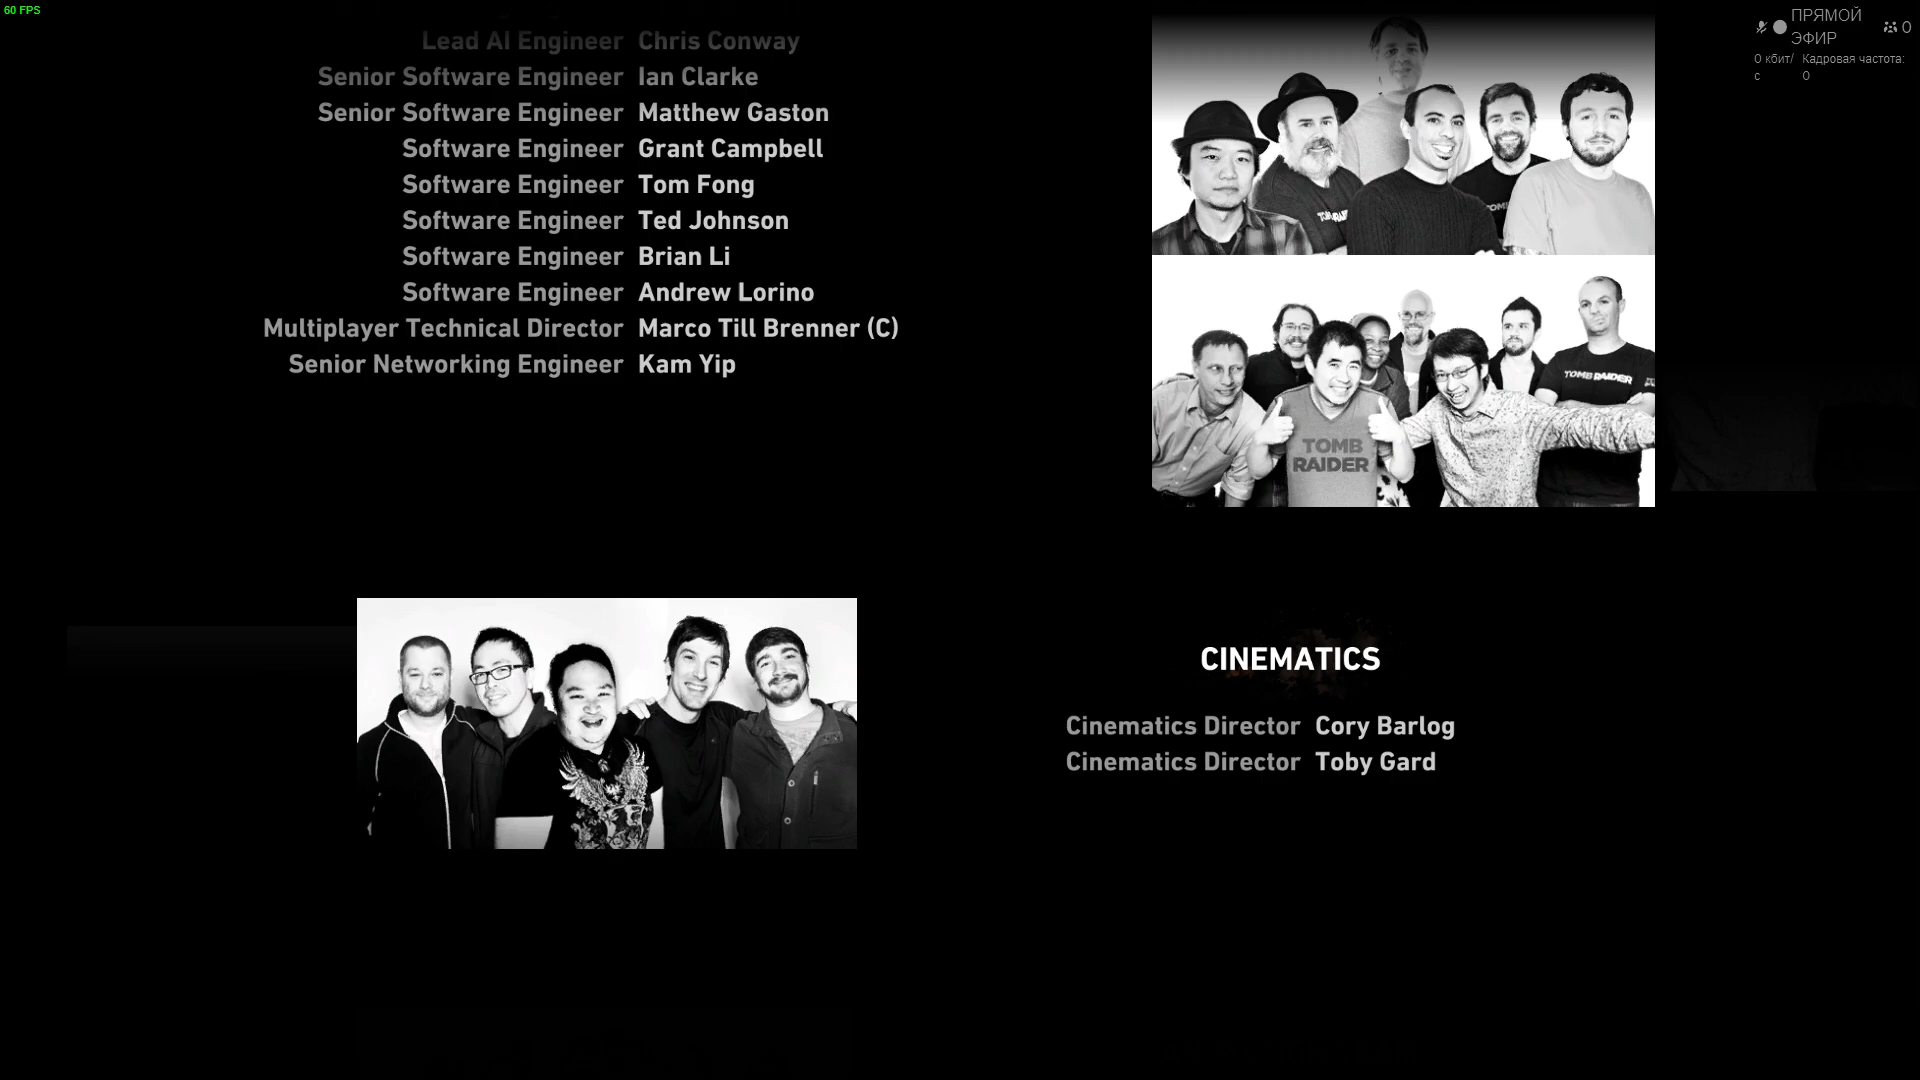 60 FPS
Lead AI Engineer Chris Conway
Senior Software Engineer Ian Clarke
Senior Software Engineer Matthew Gaston
Software Engineer Grant Campbell
Software Engineer Tom Fong
Software Engineer Ted Johnson
Software Engineer Brian Li
Software Engineer Andrew Lorino
Multiplayer Technical Director Marco Till Brenner (C)
Senior Networking Engineer Kam Yip
ПРЯМОЙ
ЭФИР
0
0 кбит/
с
Кадровая частота:
0
TOMB RAIDER
TOMB
RAIDER
CINEMATICS
Cinematics Director Cory Barlog
Cinematics Director Toby Gard